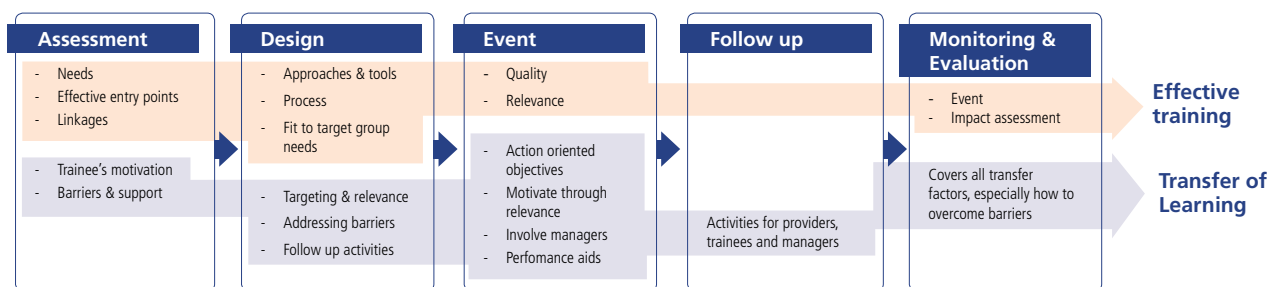 Assessment
- Needs
- Effective entry points
- Linkages
- Trainee's motivation
- Barriers & support
Design
- Approaches & tools
- Process
- Fit to target group
needs
- Targeting & relevance
- Addressing barriers
- Follow up activities
Event
- Quality
- Relevance
- Action oriented
objectives
- Motivate through
relevance
- Involve managers
- Perfomance aids
Follow up
Activities for providers,
trainees and managers
Monitoring &
Evaluation
- Event
- Impact assessment
Covers all transfer
factors, especially how to
overcome barriers
Effective
training
Transfer of
Learning